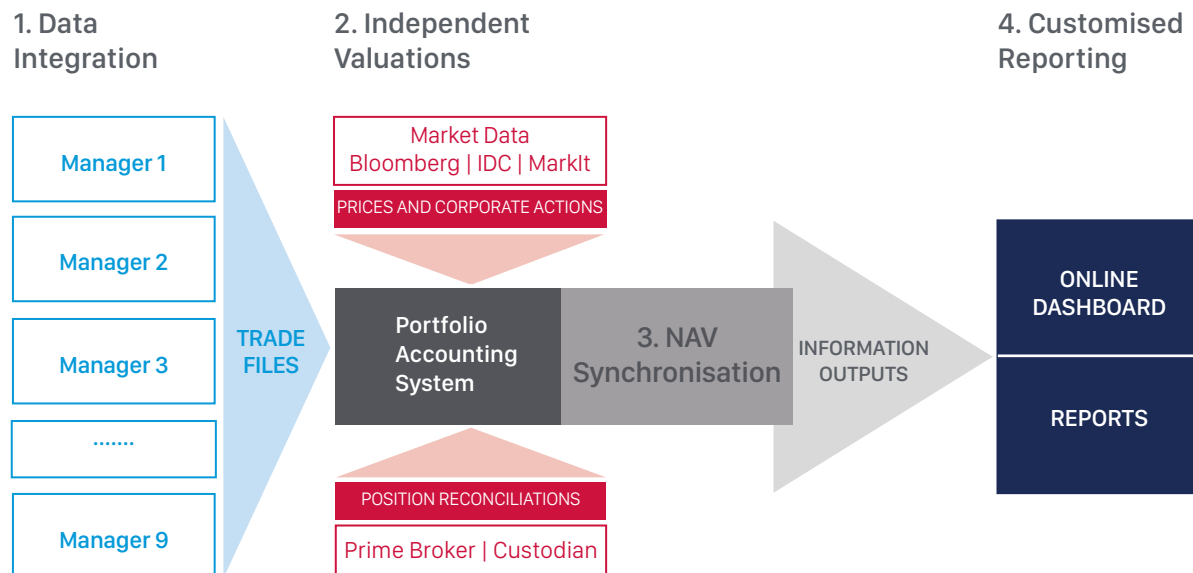 1. Data
Integration
2. Independent
Valuations
4. Customised
Reporting
Manager 1
Manager 2
Manager 3
.......
Manager 9
TRADE
FILES
Market Data
Bloomberg | IDC | MarkIt
PRICES AND CORPORATE ACTIONS
Portfolio
Accounting
System
3. NAV
Synchronisation
POSITION RECONCILIATIONS
Prime Broker | Custodian
INFORMATION
OUTPUTS
ONLINE
DASHBOARD
REPORTS